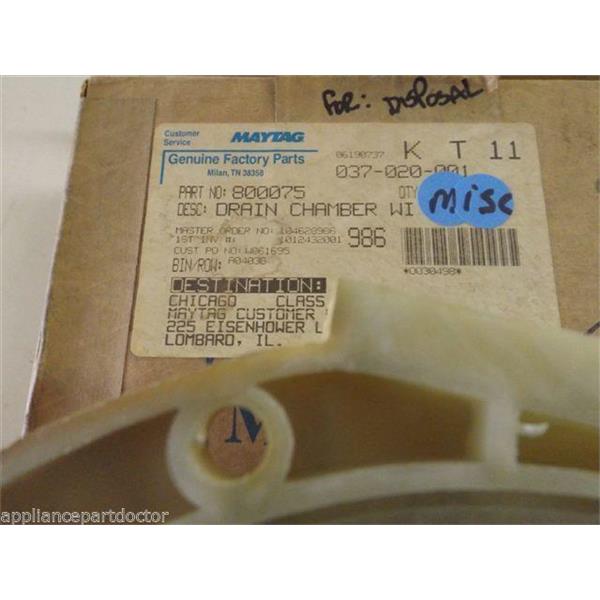 FOR: DISPOSAL
Customer Service
MAYTAG
06190737 K T 11
Genuine Factory Parts
Milan, TN 38358
037-020-001
PART NO: 800075 QTY
DESC: DRAIN CHAMBER WI
MISC
MASTER ORDER NO: 104628986
1ST INV #: 1012432001 986
CUST PO NO: W061695
BIN/ROW: A0403B
*0030498*
DESTINATION:
CHICAGO CLASS
MAYTAG CUSTOMER
225 EISENHOWER L
LOMBARD, IL.
M
appliancepartdoctor